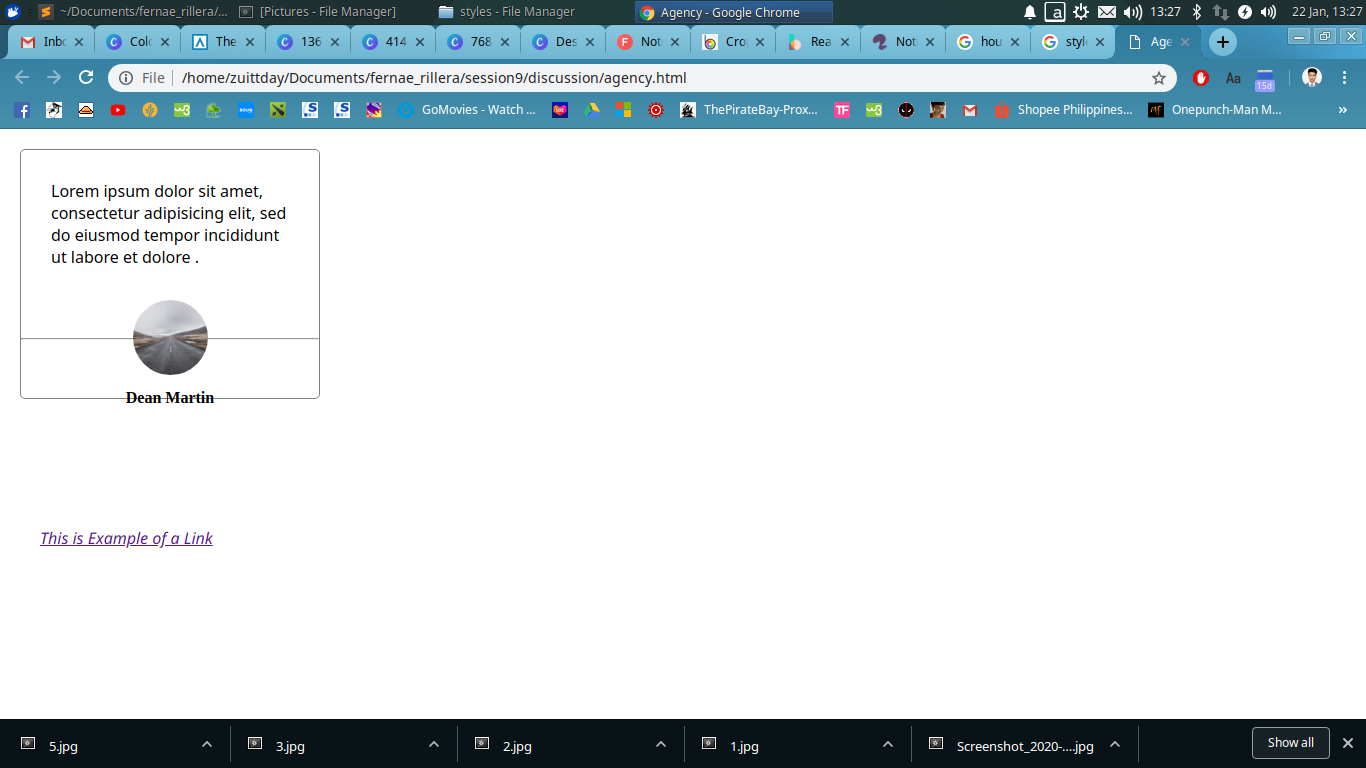 ~/Documents/fernae_rillera/... [Pictures - File Manager] styles - File Manager Agency - Google Chrome a 13:27 22 Jan, 13:27
Inbo Colo The 136 414 768 Des Not Cro Rea Not hou style Age
File /home/zuittday/Documents/fernae_rillera/session9/discussion/agency.html Aa 15d
GoMovies - Watch ... ThePirateBay-Prox... TF Shopee Philippines... MF Onepunch-Man M... »
Lorem ipsum dolor sit amet,
consectetur adipisicing elit, sed
do eiusmod tempor incididunt
ut labore et dolore .
Dean Martin
This is Example of a Link
5.jpg 3.jpg 2.jpg 1.jpg Screenshot_2020-....jpg Show all